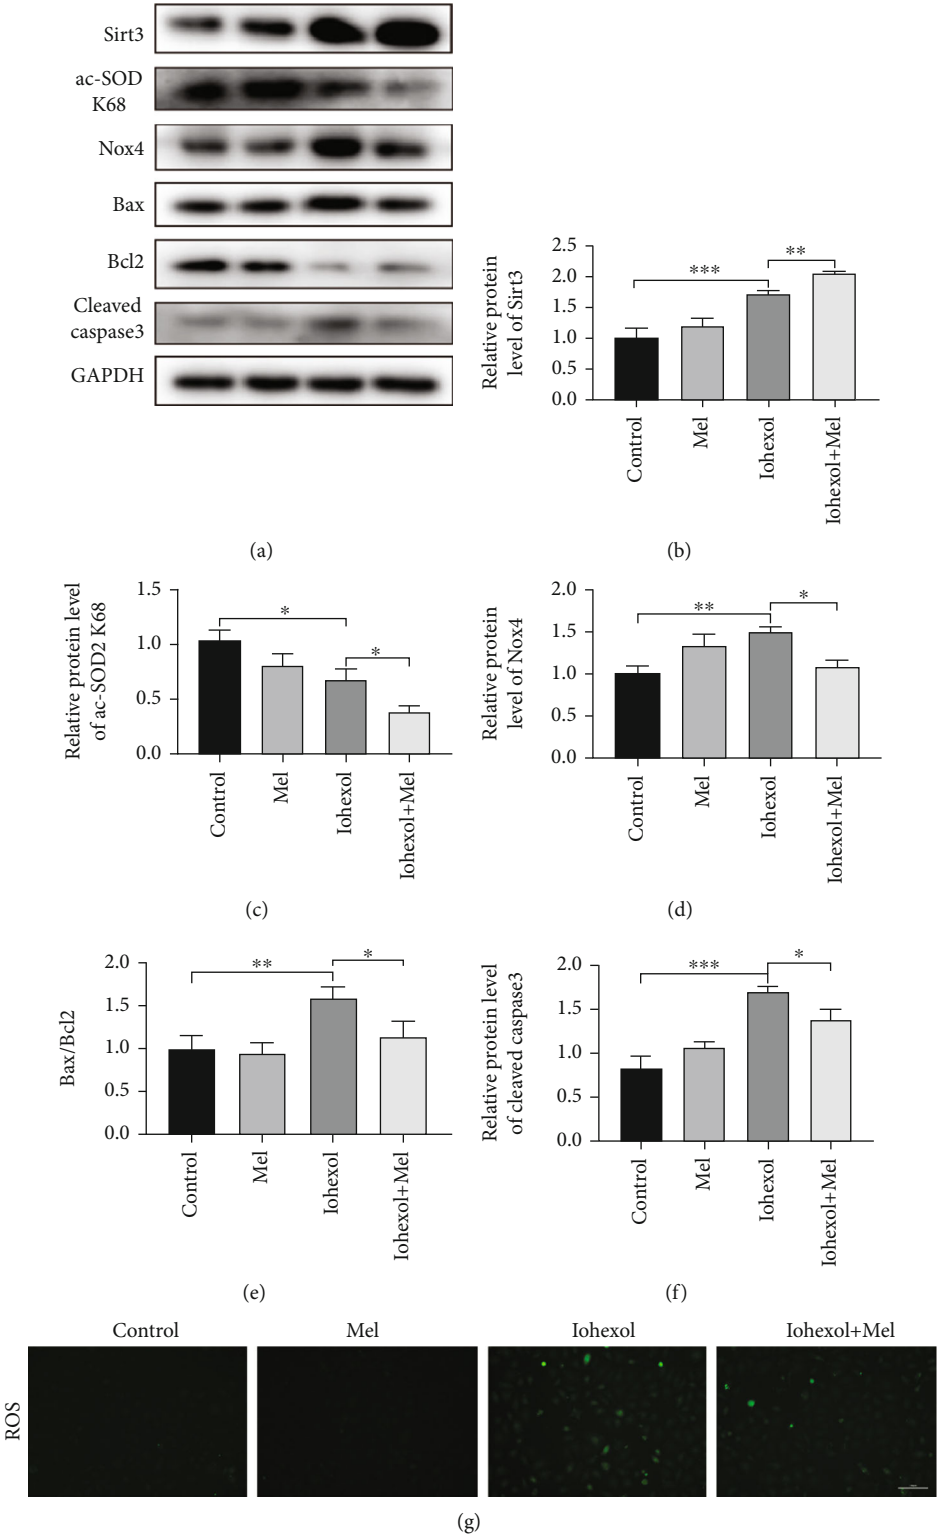 Sirt3
ac-SOD
K68
Nox4
Bax
Bcl2
Cleaved
caspase3
GAPDH
(a)
Relative protein
level of Sirt3
2.5
2.0
1.5
1.0
0.5
0.0
***
**
Control
Mel
Iohexol
Iohexol+Mel
(b)
Relative protein level
of ac-SOD2 K68
1.5
1.0
0.5
0.0
*
*
Control
Mel
Iohexol
Iohexol+Mel
(c)
Relative protein
level of Nox4
2.0
1.5
1.0
0.5
0.0
**
*
Control
Mel
Iohexol
Iohexol+Mel
(d)
Bax/Bcl2
2.0
1.5
1.0
0.5
0.0
**
*
Control
Mel
Iohexol
Iohexol+Mel
(e)
Relative protein level
of cleaved caspase3
2.0
1.5
1.0
0.5
0.0
***
*
Control
Mel
Iohexol
Iohexol+Mel
(f)
Control
Mel
Iohexol
Iohexol+Mel
ROS
(g)